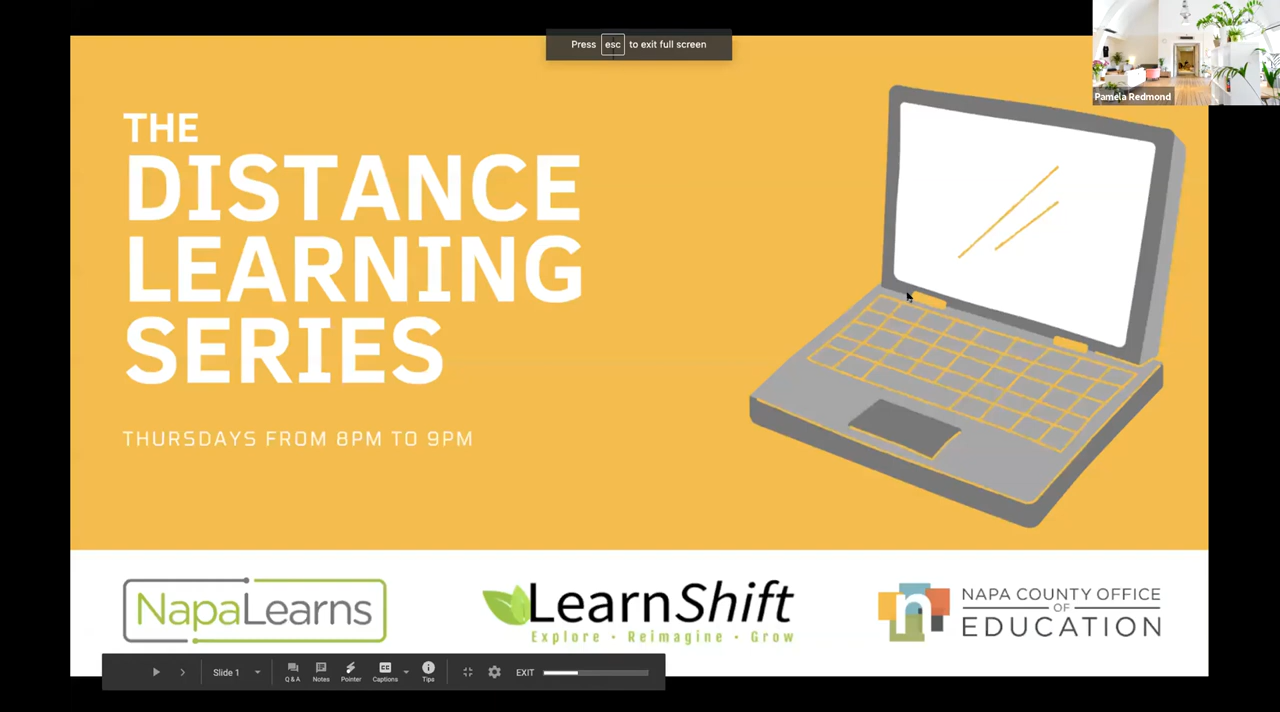 Press esc to exit full screen
Pamela Redmond
THE
DISTANCE
LEARNING
SERIES
THURSDAYS FROM 8PM TO 9PM
NapaLearns
LearnShift
Explore • Reimagine • Grow
n
NAPA COUNTY OFFICE
OF
EDUCATION
Slide 1
Q & A
Notes
Pointer
CC
Captions
Tips
EXIT